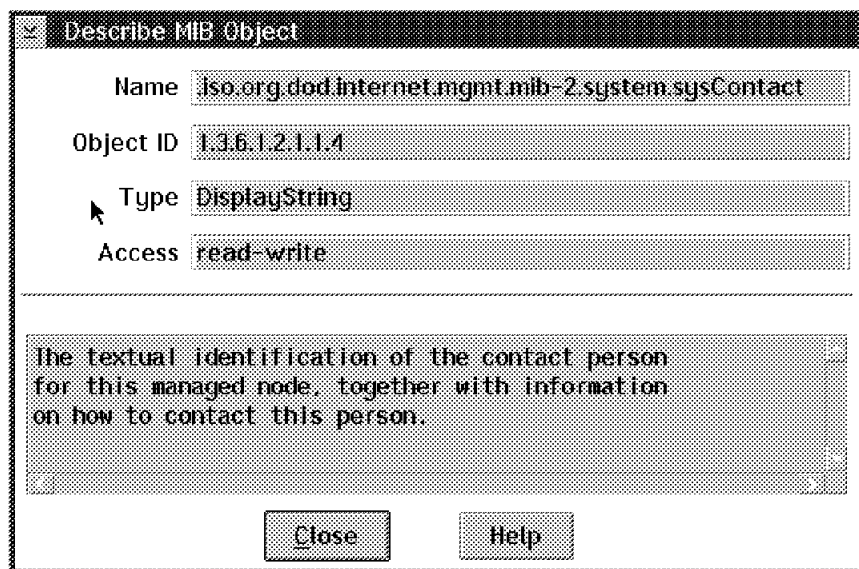 Describe MIB Object
Name .iso.org.dod.internet.mgmt.mib-2.system.sysContact
Object ID 1.3.6.1.2.1.1.4
Type DisplayString
Access read-write
The textual identification of the contact person
for this managed node, together with information
on how to contact this person.
Close Help